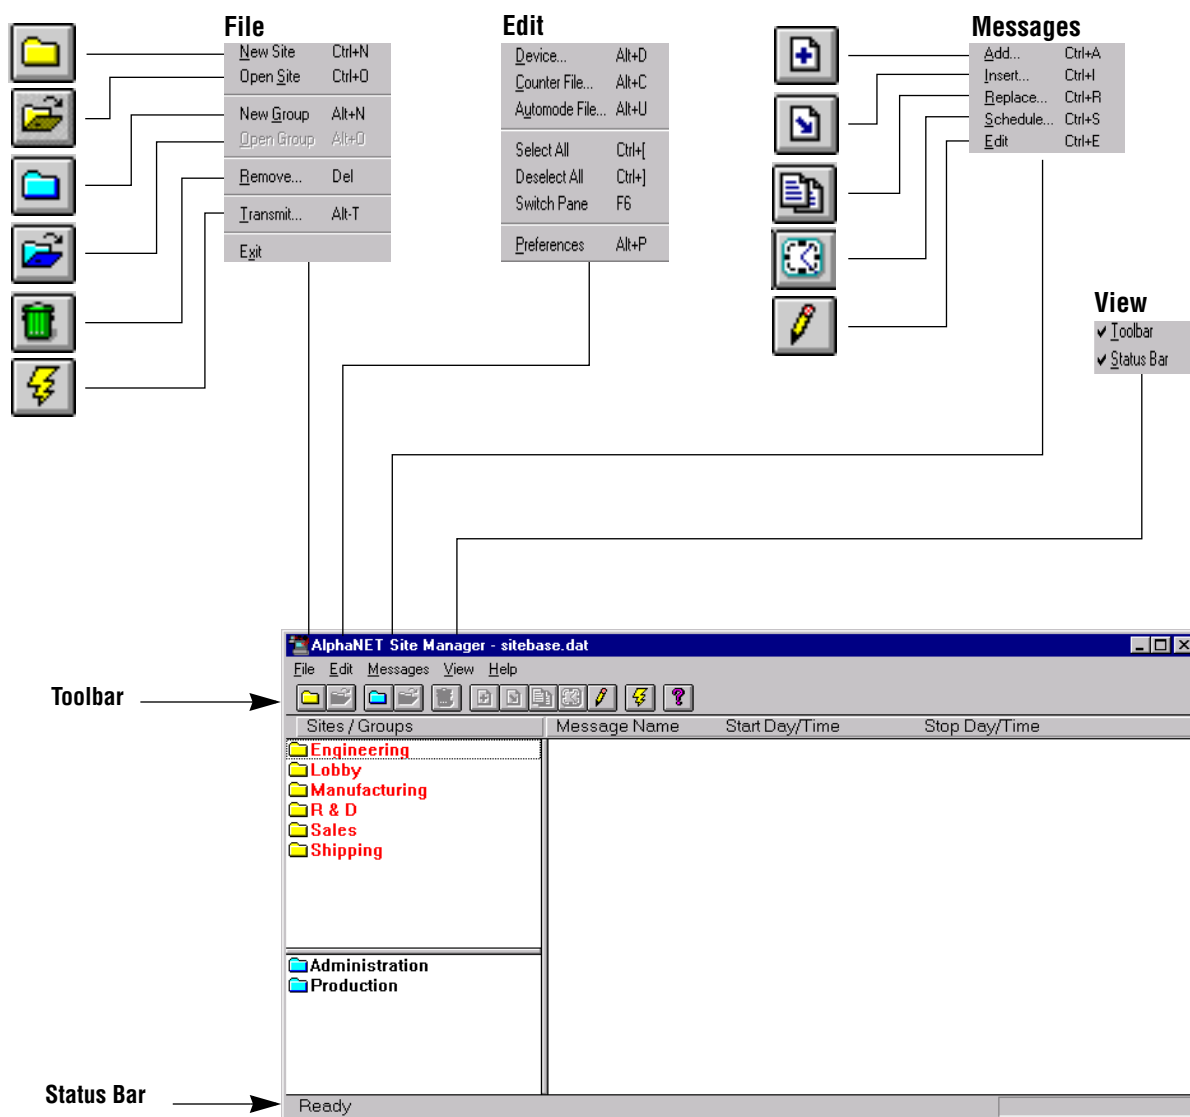 File
New Site Ctrl+N
Open Site Ctrl+O
New Group Alt+N
Open Group Alt+O
Remove... Del
Transmit... Alt-T
Exit
Edit
Device... Alt+D
Counter File... Alt+C
Automode File... Alt+U
Select All Ctrl+[
Deselect All Ctrl+]
Switch Pane F6
Preferences Alt+P
Messages
Add... Ctrl+A
Insert... Ctrl+I
Replace... Ctrl+R
Schedule... Ctrl+S
Edit Ctrl+E
View
Toolbar
Status Bar
AlphaNET Site Manager - sitebase.dat
File Edit Messages View Help
Toolbar
Sites / Groups Message Name Start Day/Time Stop Day/Time
Engineering
Lobby
Manufacturing
R & D
Sales
Shipping
Administration
Production
Status Bar
Ready